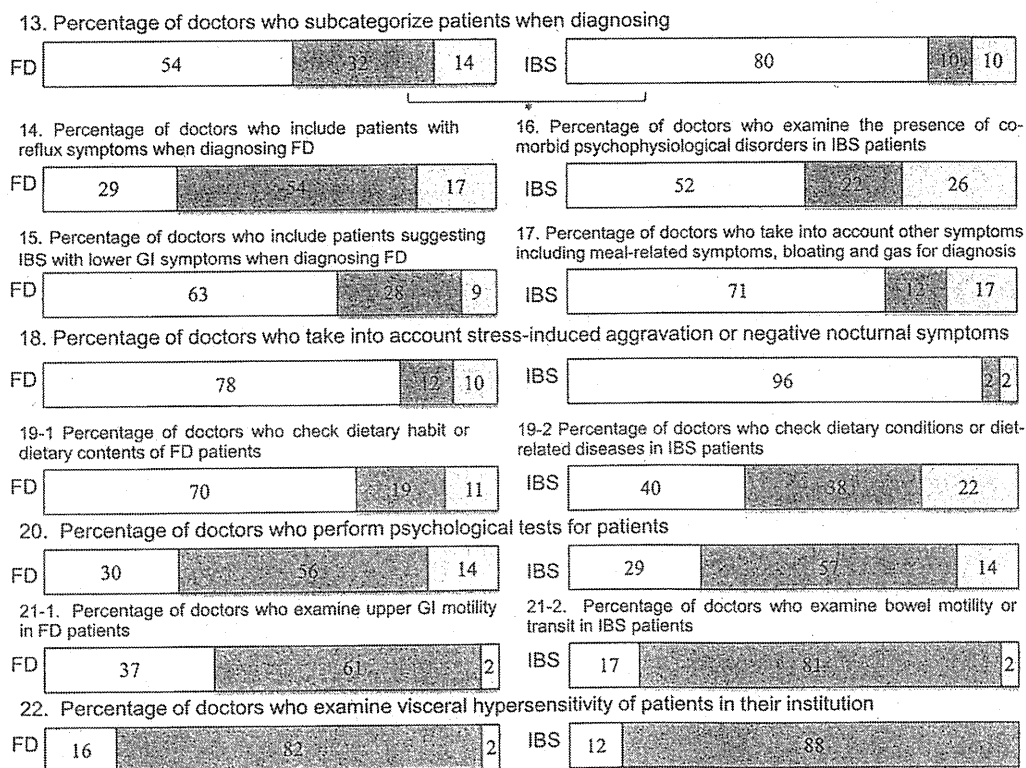 13. Percentage of doctors who subcategorize patients when diagnosing
FD 54 32 14
IBS 80 10 10
*
14. Percentage of doctors who include patients with
reflux symptoms when diagnosing FD
FD 29 54 17
16. Percentage of doctors who examine the presence of co-
morbid psychophysiological disorders in IBS patients
IBS 52 22 26
15. Percentage of doctors who include patients suggesting
IBS with lower GI symptoms when diagnosing FD
FD 63 28 9
17. Percentage of doctors who take into account other symptoms
including meal-related symptoms, bloating and gas for diagnosis
IBS 71 12 17
18. Percentage of doctors who take into account stress-induced aggravation or negative nocturnal symptoms
FD 78 12 10
IBS 96 2 2
19-1 Percentage of doctors who check dietary habit or
dietary contents of FD patients
FD 70 19 11
19-2 Percentage of doctors who check dietary conditions or diet-
related diseases in IBS patients
IBS 40 38 22
20. Percentage of doctors who perform psychological tests for patients
FD 30 56 14
IBS 29 57 14
21-1. Percentage of doctors who examine upper GI motility
in FD patients
FD 37 61 2
21-2. Percentage of doctors who examine bowel motility or
transit in IBS patients
IBS 17 81 2
22. Percentage of doctors who examine visceral hypersensitivity of patients in their institution
FD 16 82 2
IBS 12 88